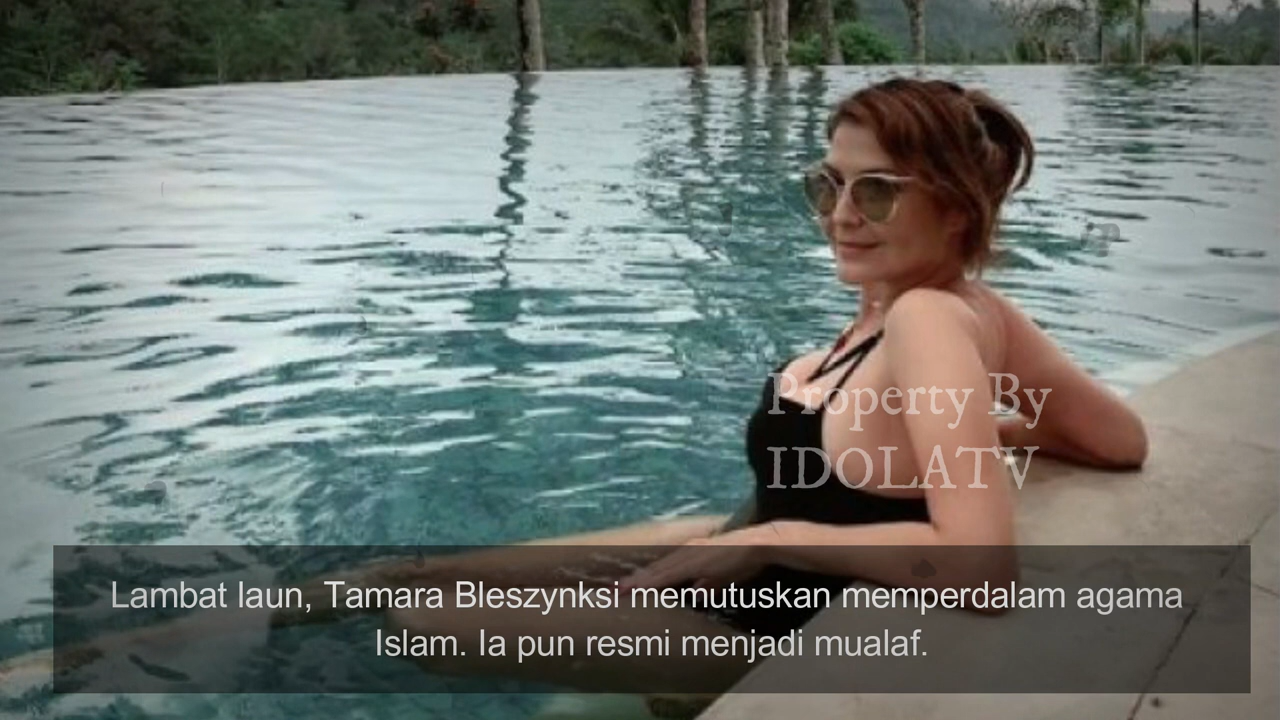 Property By
IDOLATV
Lambat laun, Tamara Bleszynksi memutuskan memperdalam agama
Islam. Ia pun resmi menjadi mualaf.